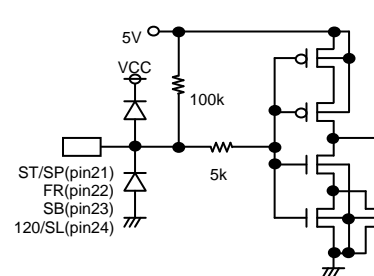 5V
VCC
100k
5k
ST/SP(pin21)
FR(pin22)
SB(pin23)
120/SL(pin24)